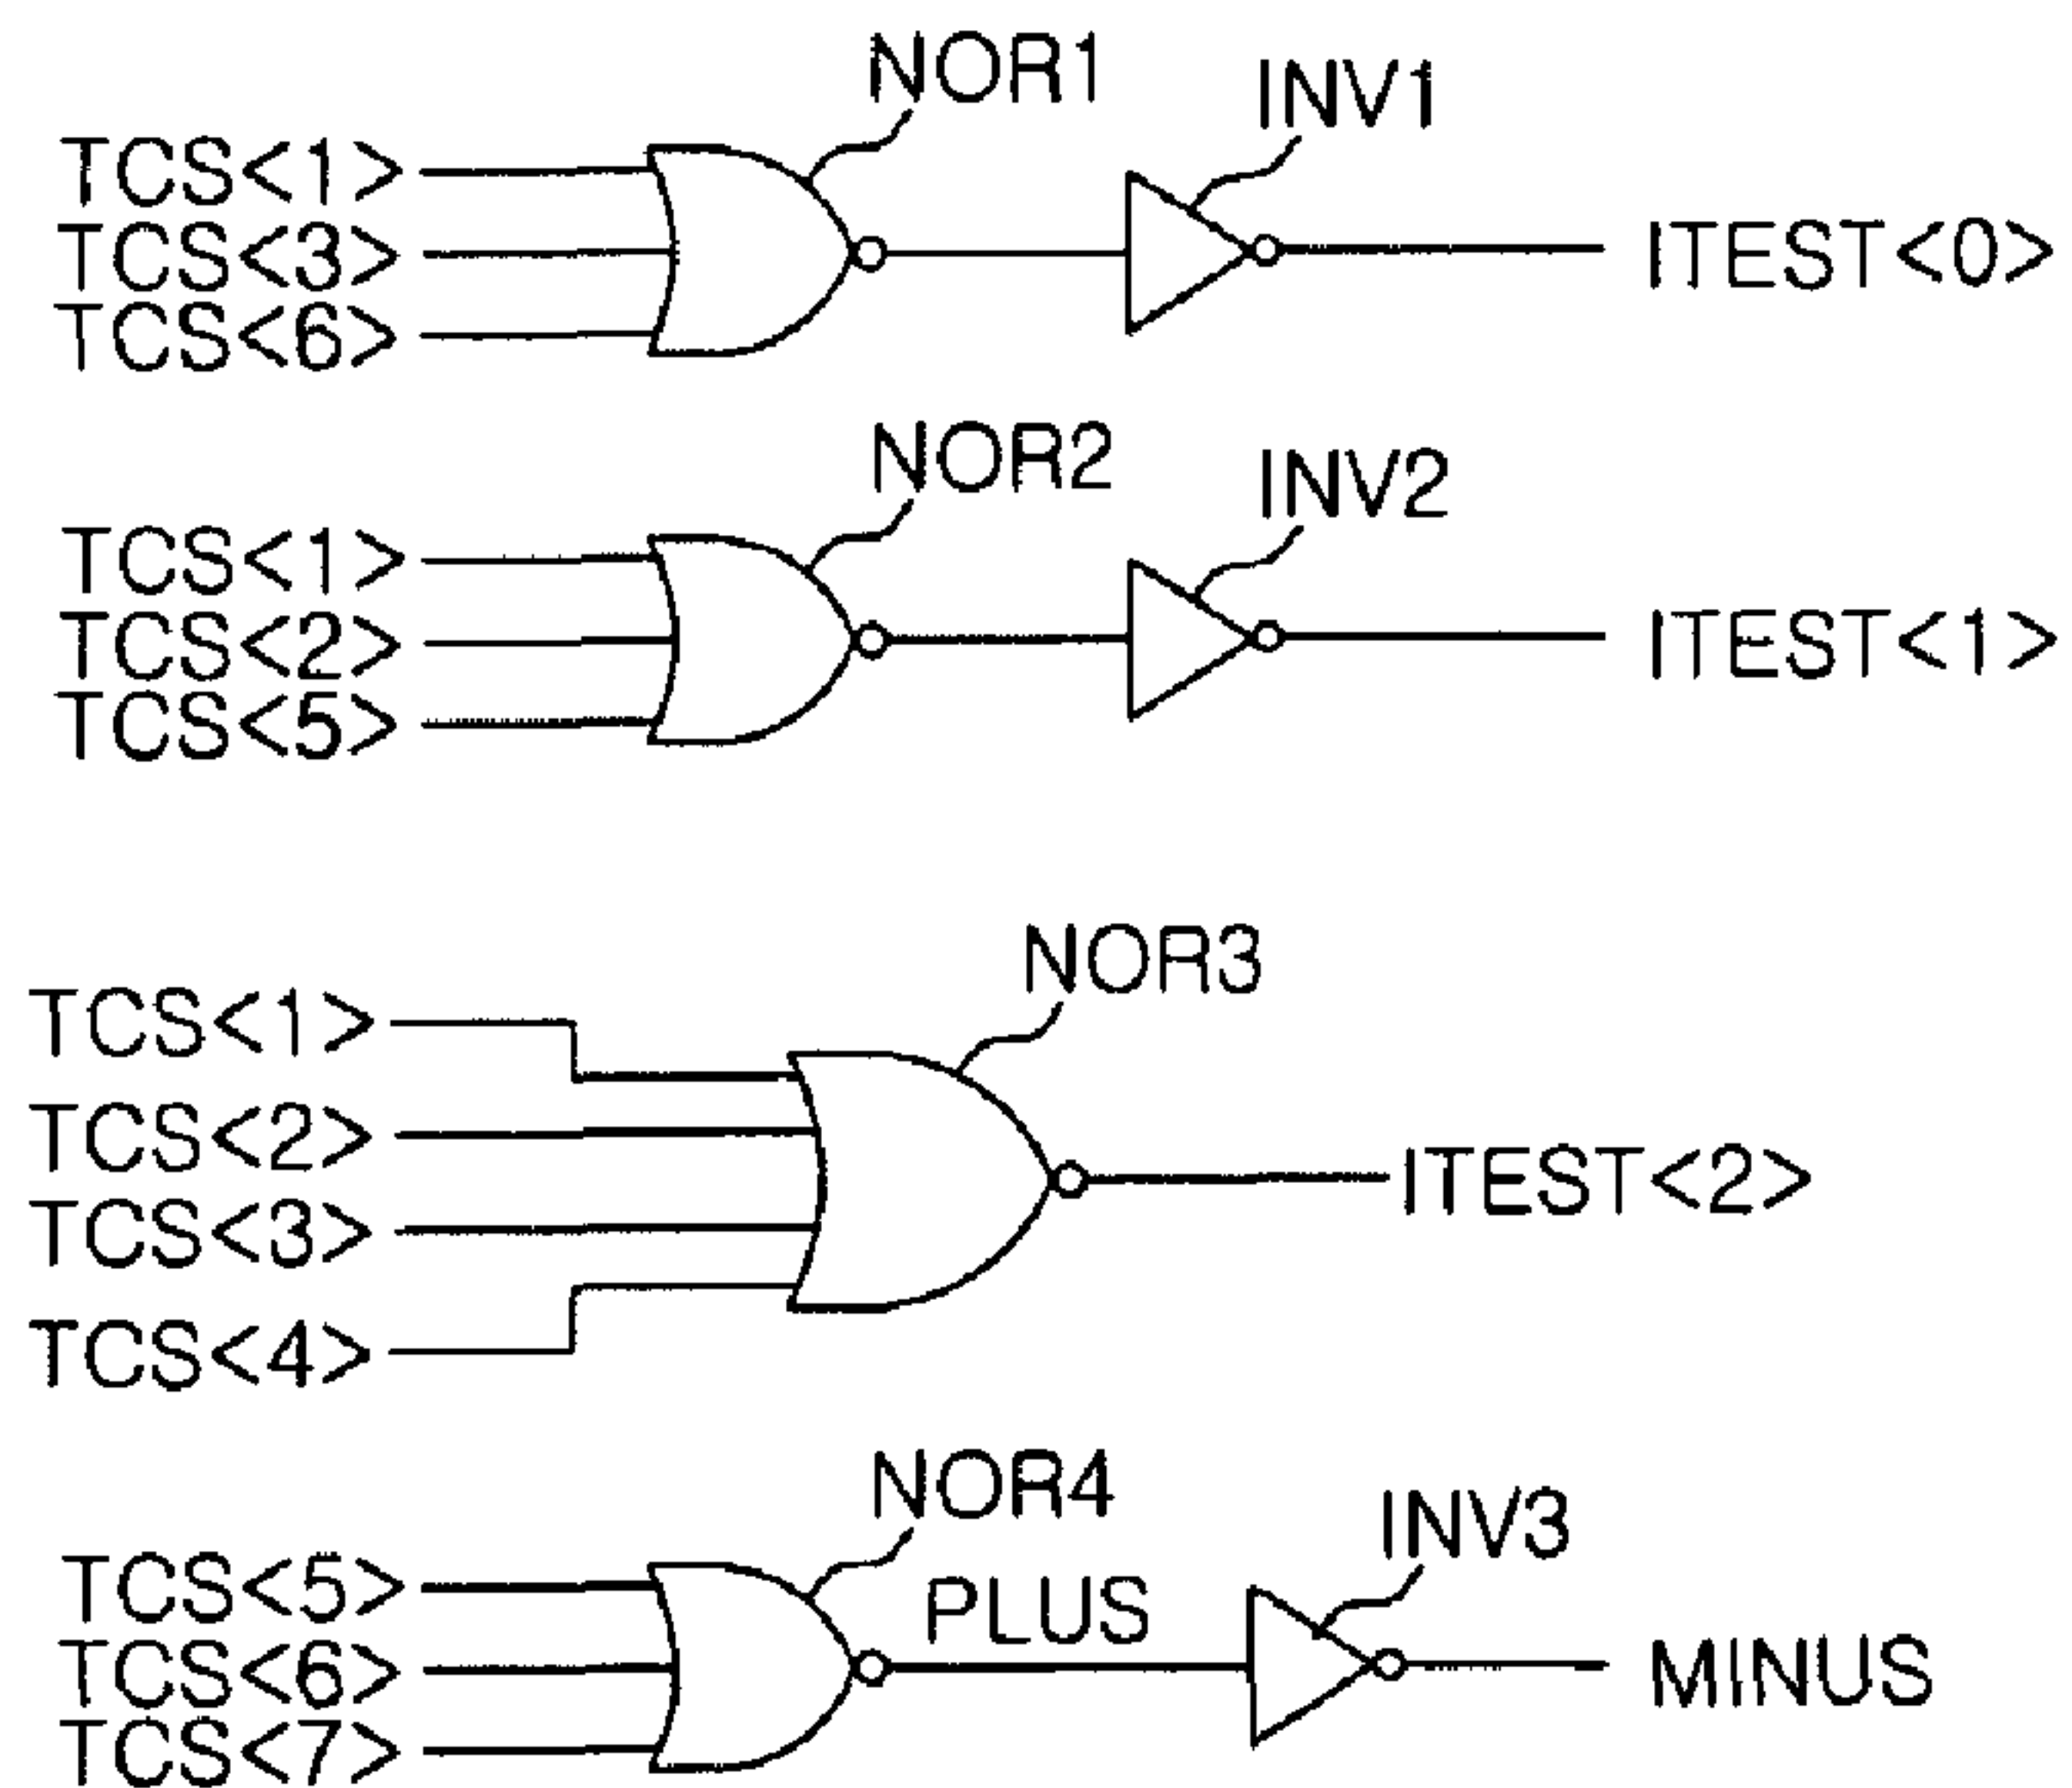 NOR1
INV1
TCS<1>
TCS<3>
TCS<6>
ITEST<0>
NOR2
INV2
TCS<1>
TCS<2>
TCS<5>
ITEST<1>
NOR3
TCS<1>
TCS<2>
TCS<3>
TCS<4>
ITEST<2>
NOR4
INV3
TCS<5>
TCS<6>
TCS<7>
PLUS
MINUS